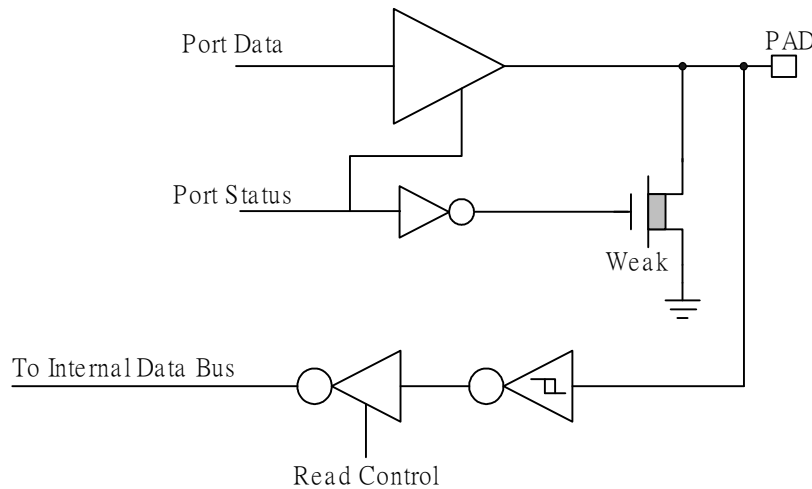 Port Data
PAD
Port Status
Weak
To Internal Data Bus
Read Control